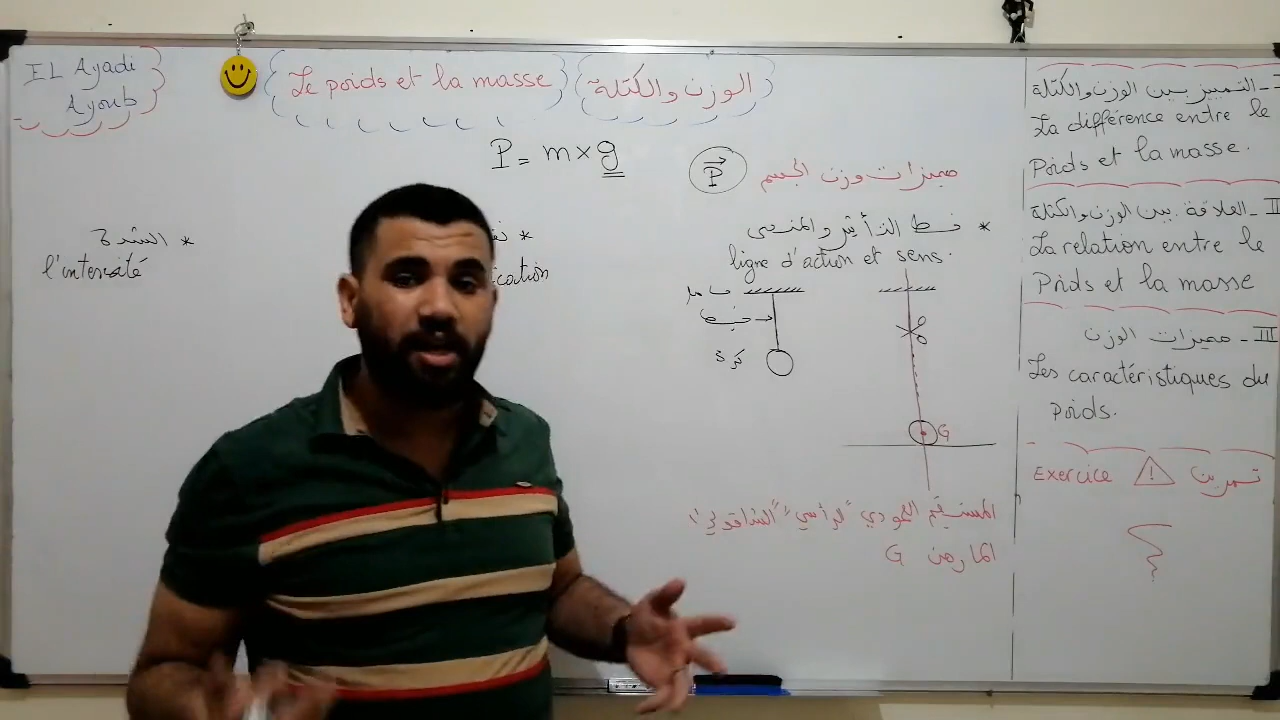 EL Ayadi
Ayoub
Le poids et la masse
الوزن والكتلة
P = m × g
P مميزات وزن الجسم
* خط التأثير والمنحى
ligne d'action et sens.
حامل
خيط
كرة
G
المستقيم العمودي "الرأسي" "الشاقولي"
المار من G
* نق
ication
* الشدة
l'intensité
I - التمييز بين الوزن والكتلة
La différence entre le
Poids et la masse.
II - العلاقة بين الوزن والكتلة
La relation entre le
Poids et la masse
III - مميزات الوزن
Les caractéristiques du
poids.
Exercice ! تمرين